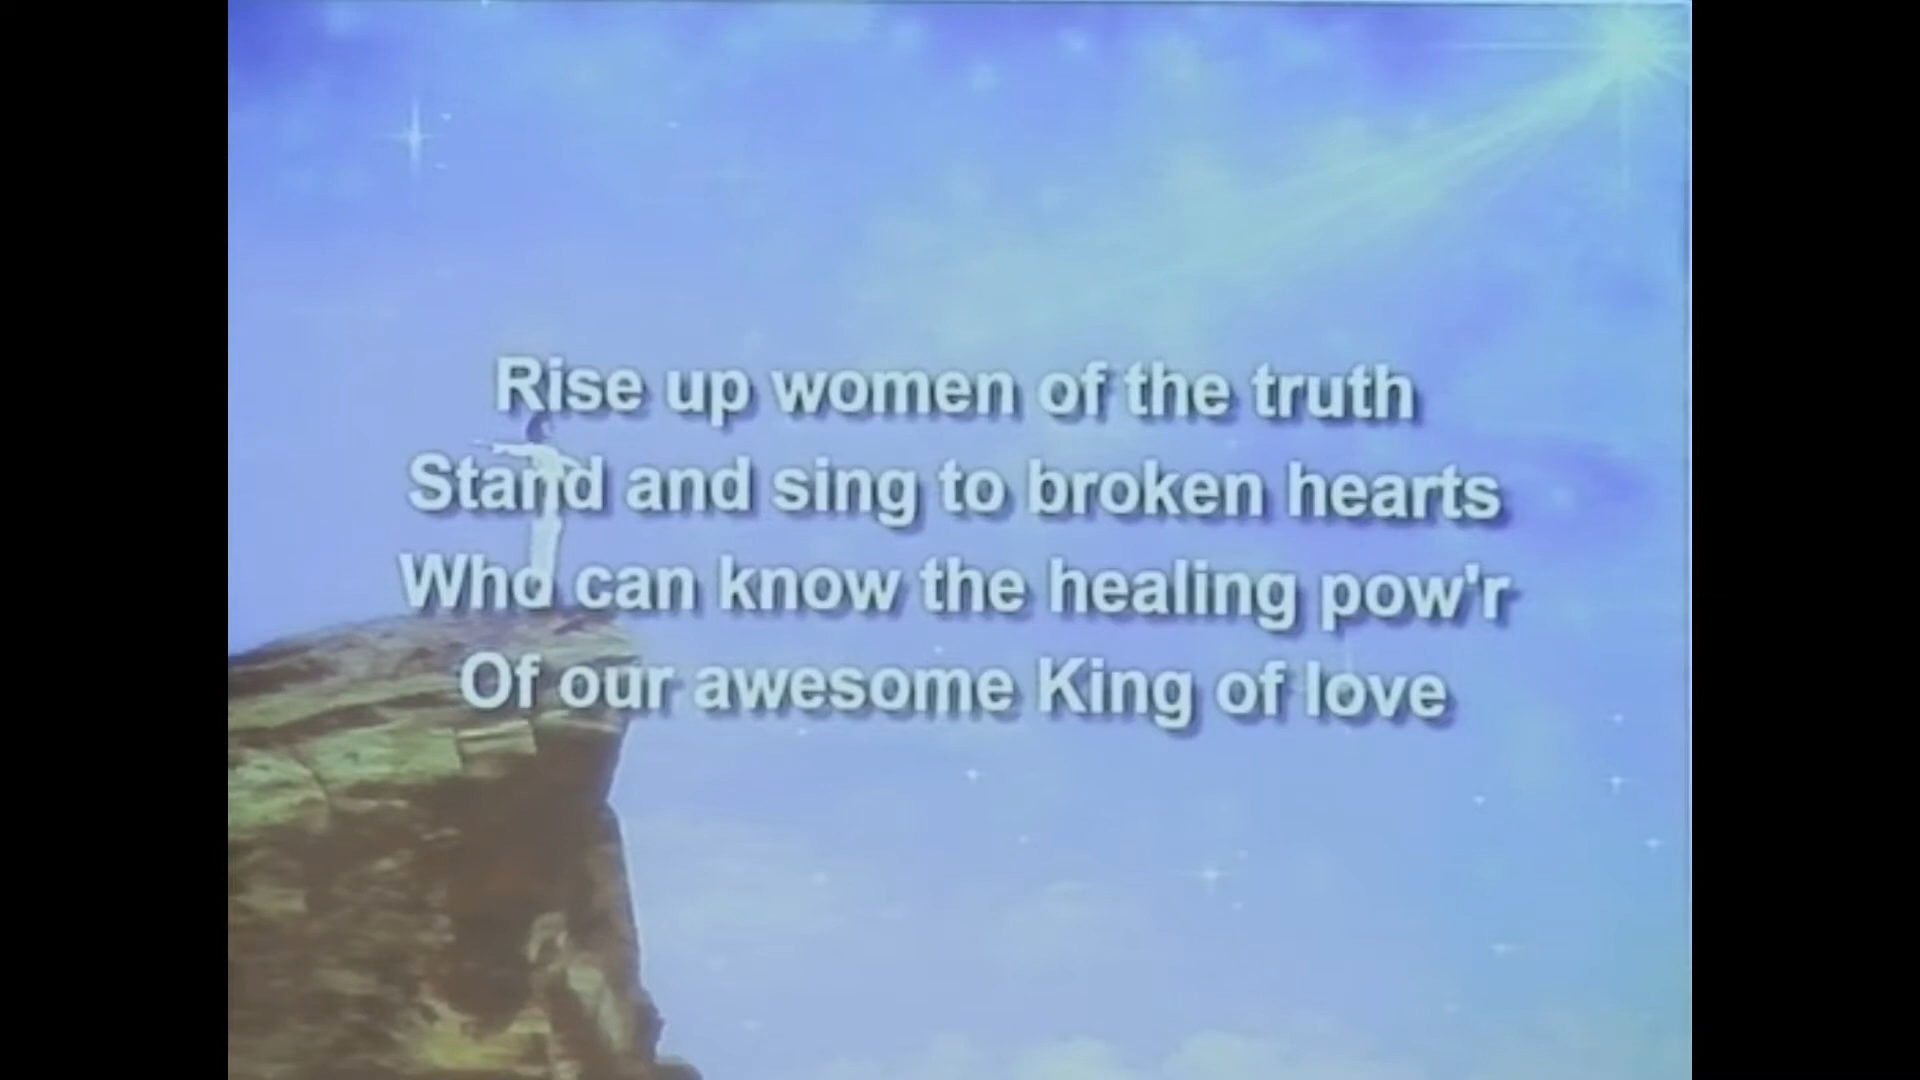 Rise up women of the truth
Stand and sing to broken hearts
Who can know the healing pow'r
Of our awesome King of love